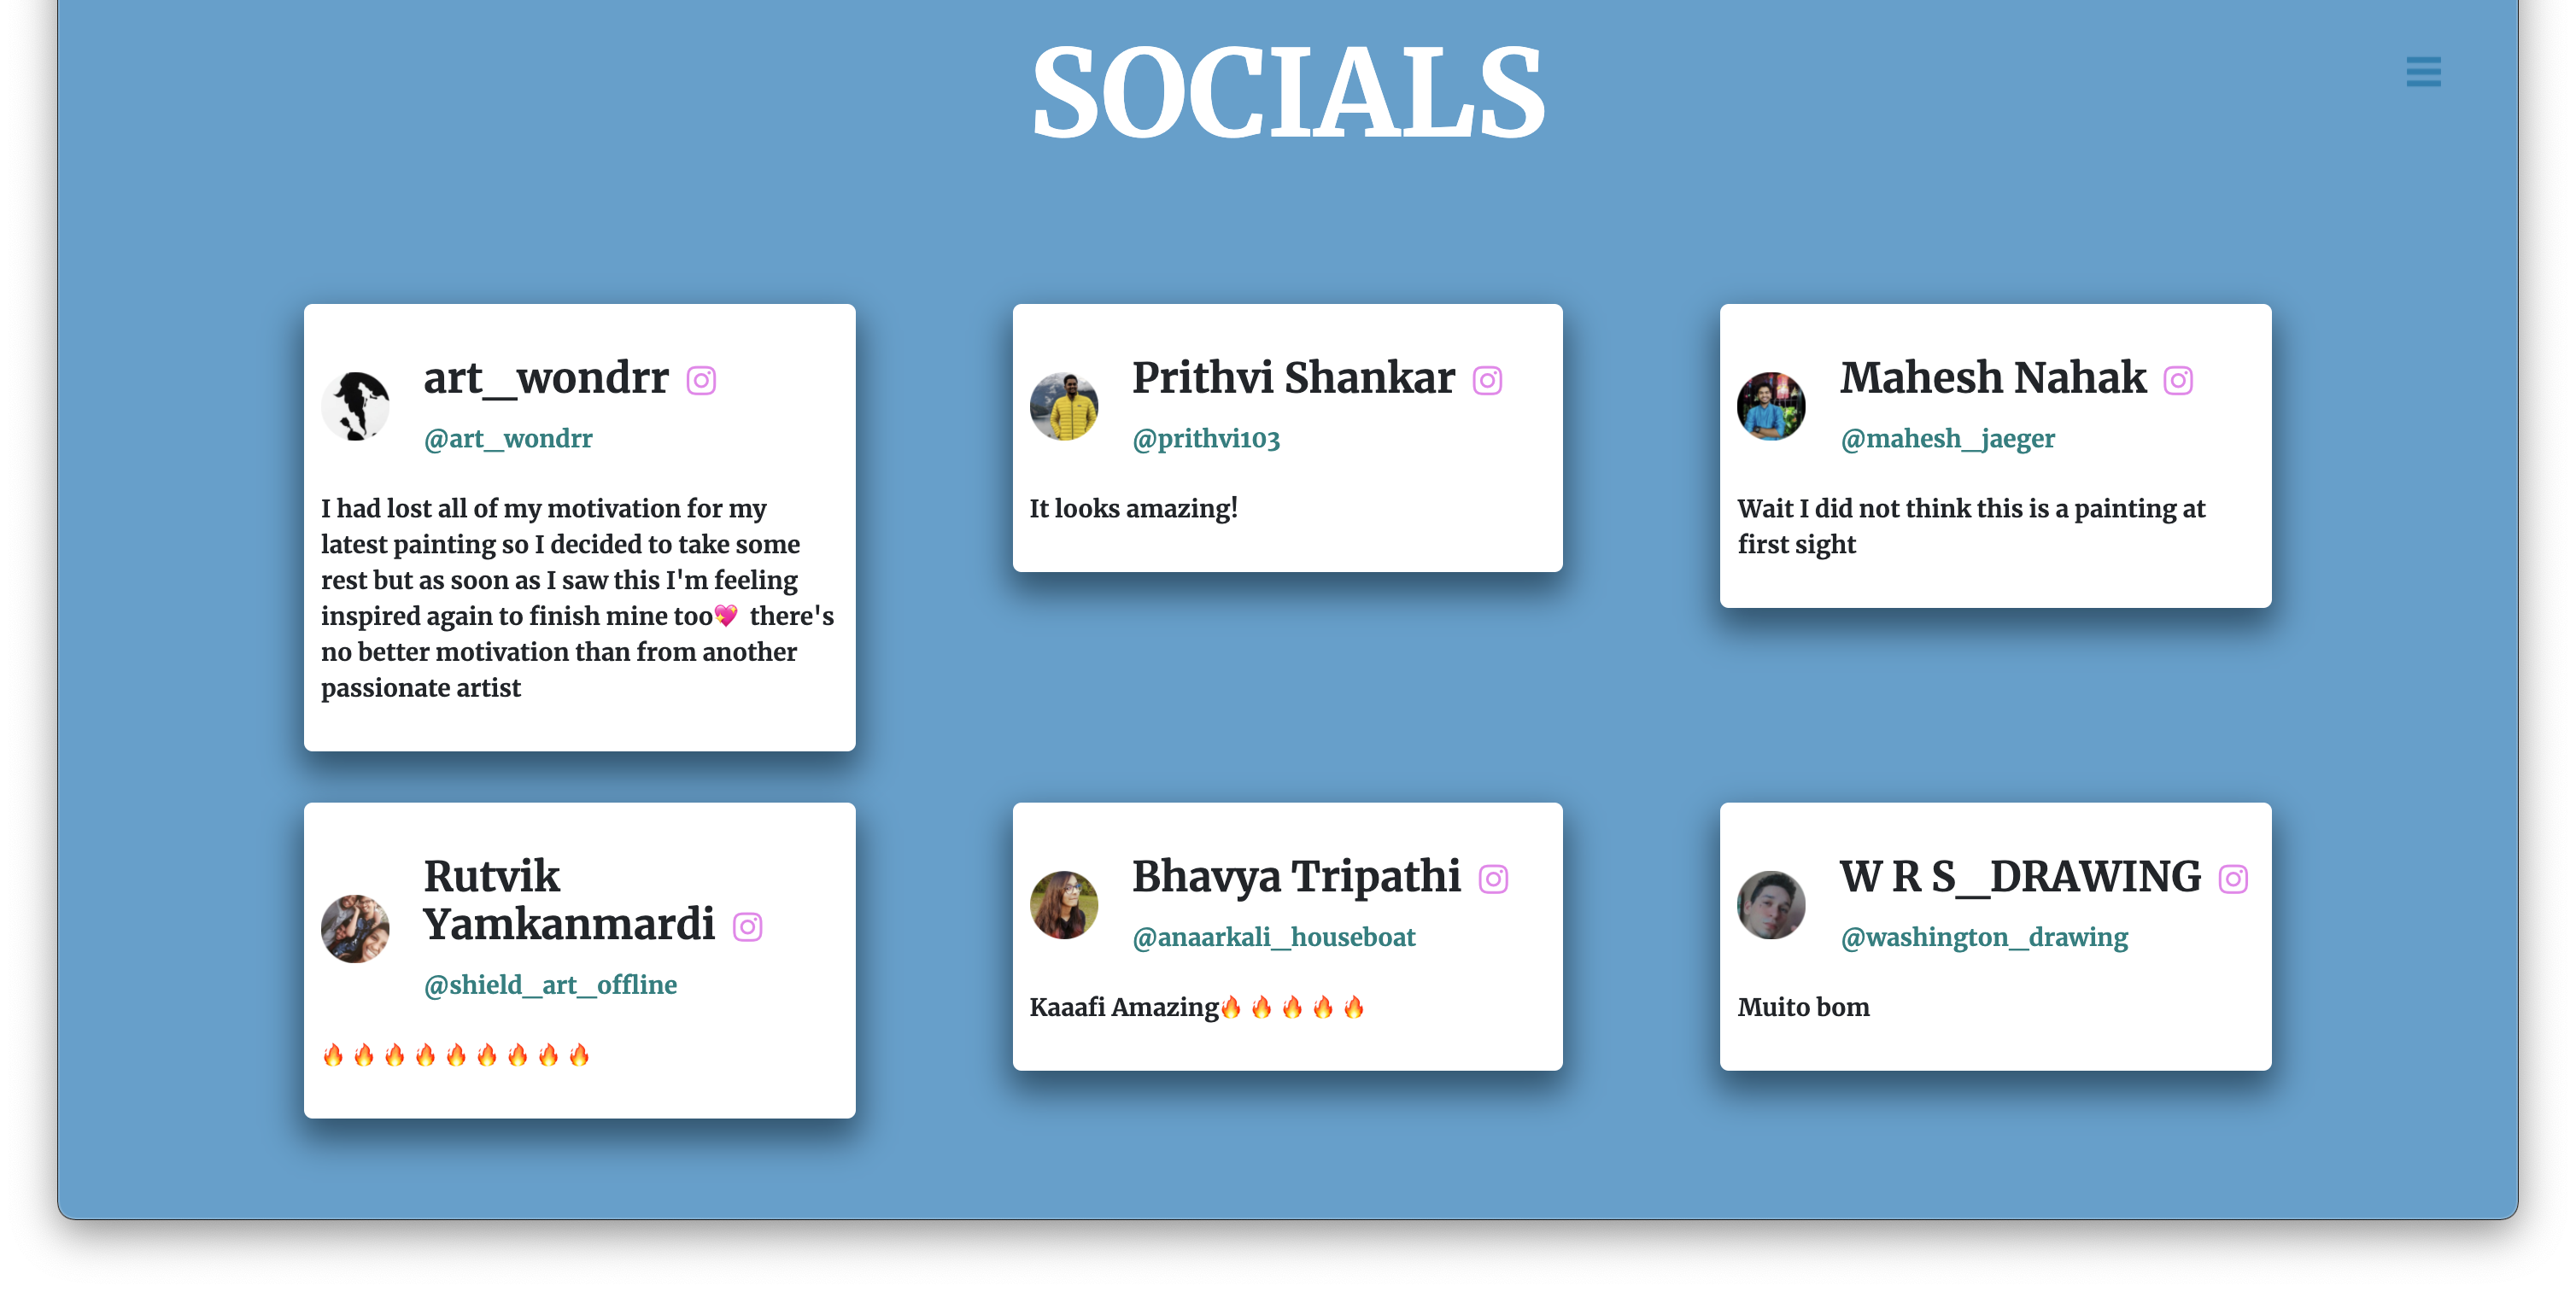 SOCIALS
art_wondrr
@art_wondrr
I had lost all of my motivation for my
latest painting so I decided to take some
rest but as soon as I saw this I'm feeling
inspired again to finish mine too💖 there's
no better motivation than from another
passionate artist
Prithvi Shankar
@prithvi103
It looks amazing!
Mahesh Nahak
@mahesh_jaeger
Wait I did not think this is a painting at
first sight
Rutvik
Yamkanmardi
@shield_art_offline
🔥🔥🔥🔥🔥🔥🔥🔥🔥
Bhavya Tripathi
@anaarkali_houseboat
Kaaafi Amazing🔥🔥🔥🔥🔥
W R S_DRAWING
@washington_drawing
Muito bom